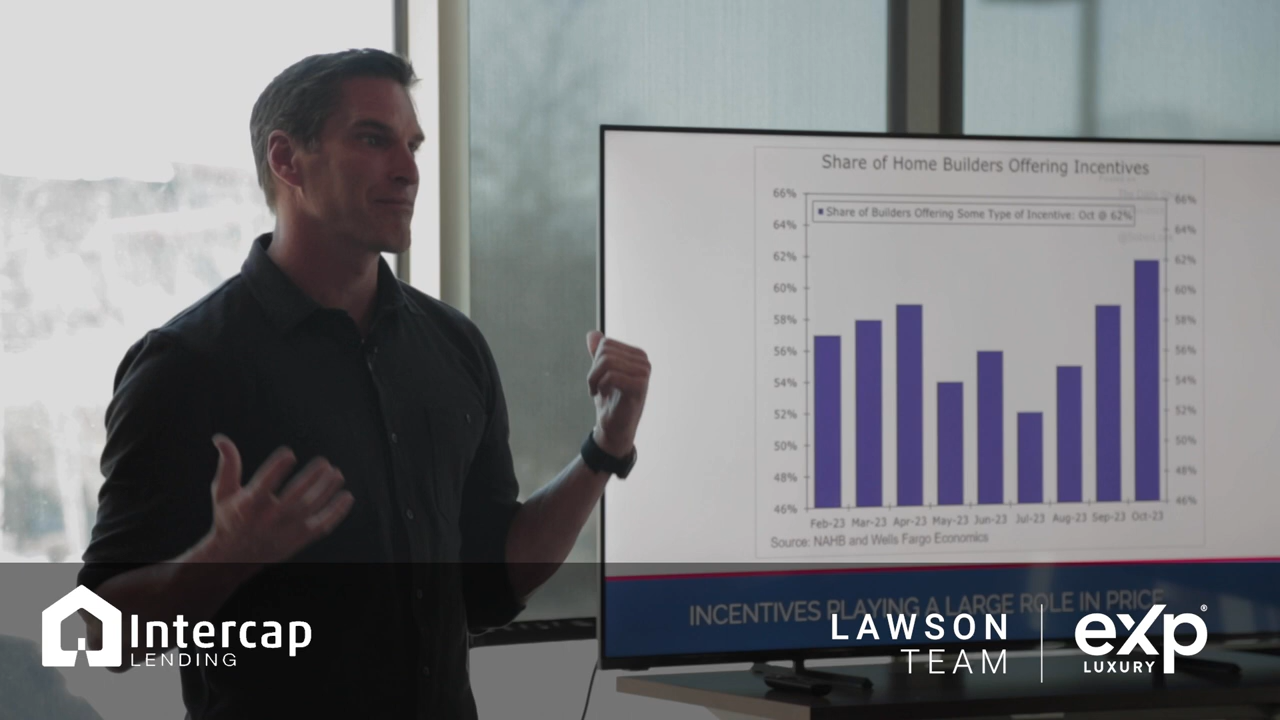 Share of Home Builders Offering Incentives
66%
64%
62%
60%
58%
56%
54%
52%
50%
48%
46%
Share of Builders Offering Some Type of Incentive: Oct @ 62%
66%
64%
62%
60%
58%
56%
54%
52%
50%
48%
46%
Feb-23 Mar-23 Apr-23 May-23 Jun-23 Jul-23 Aug-23 Sep-23 Oct-23
Source: NAHB and Wells Fargo Economics
INCENTIVES PLAYING A LARGE ROLE IN PRICE
Intercap
LENDING
LAWSON
TEAM
eXp®
LUXURY